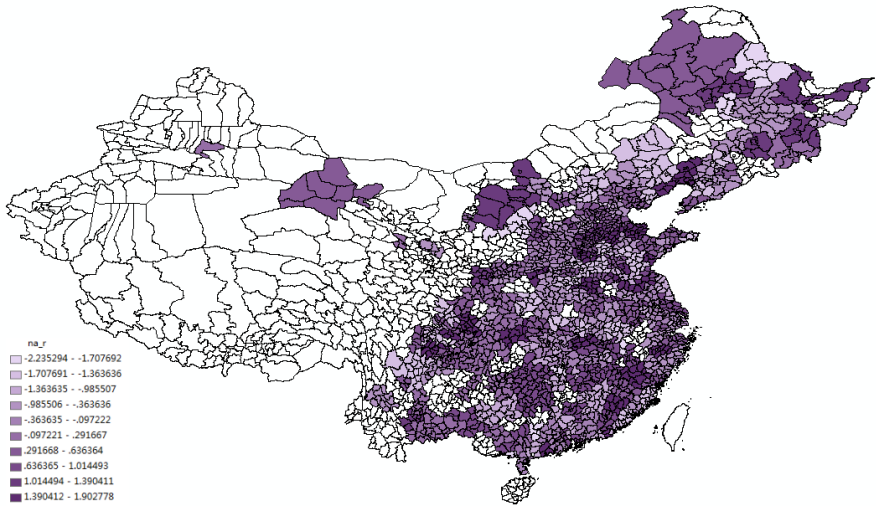 na_r
-2.235294 - -1.707692
-1.707691 - -1.363636
-1.363635 - -.985507
-.985506 - -.363636
-.363635 - -.097222
-.097221 - .291667
.291668 - .636364
.636365 - 1.014493
1.014494 - 1.390411
1.390412 - 1.902778